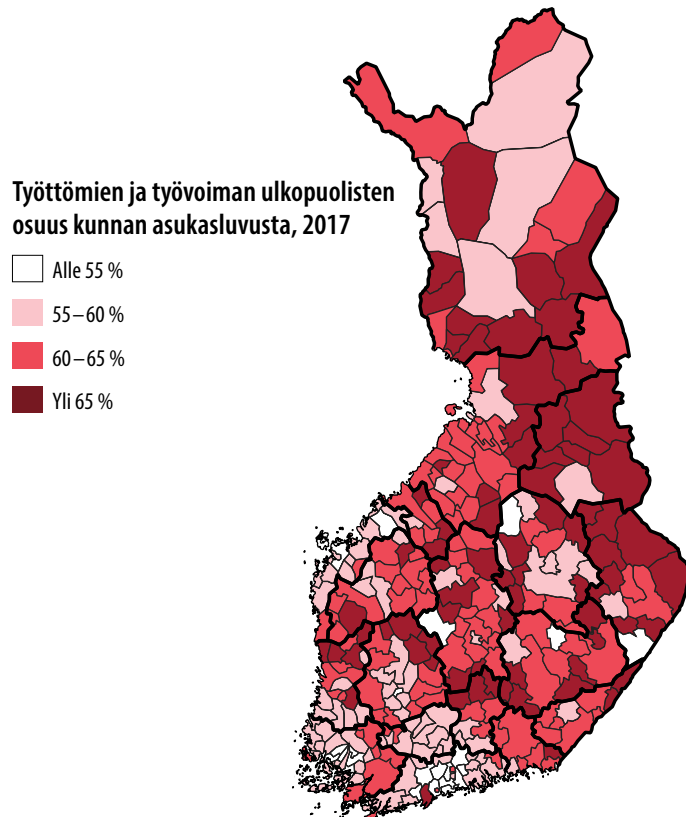 Työttömien ja työvoiman ulkopuolisten
osuus kunnan asukasluvusta, 2017
Alle 55 %
55–60 %
60–65 %
Yli 65 %